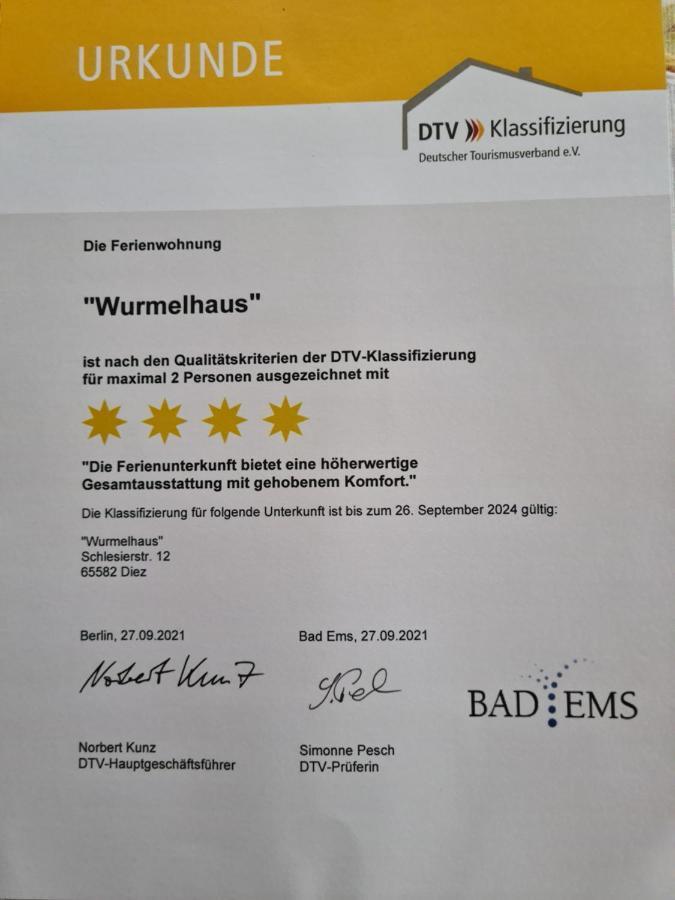 URKUNDE
DTV Klassifizierung
Deutscher Tourismusverband e.V.
Die Ferienwohnung
"Wurmelhaus"
ist nach den Qualitätskriterien der DTV-Klassifizierung
für maximal 2 Personen ausgezeichnet mit
"Die Ferienunterkunft bietet eine höherwertige
Gesamtausstattung mit gehobenem Komfort."
Die Klassifizierung für folgende Unterkunft ist bis zum 26. September 2024 gültig:
"Wurmelhaus"
Schlesierstr. 12
65582 Diez
Berlin, 27.09.2021
Bad Ems, 27.09.2021
Norbert Kunz
S. Pesch
BAD EMS
Norbert Kunz
DTV-Hauptgeschäftsführer
Simonne Pesch
DTV-Prüferin